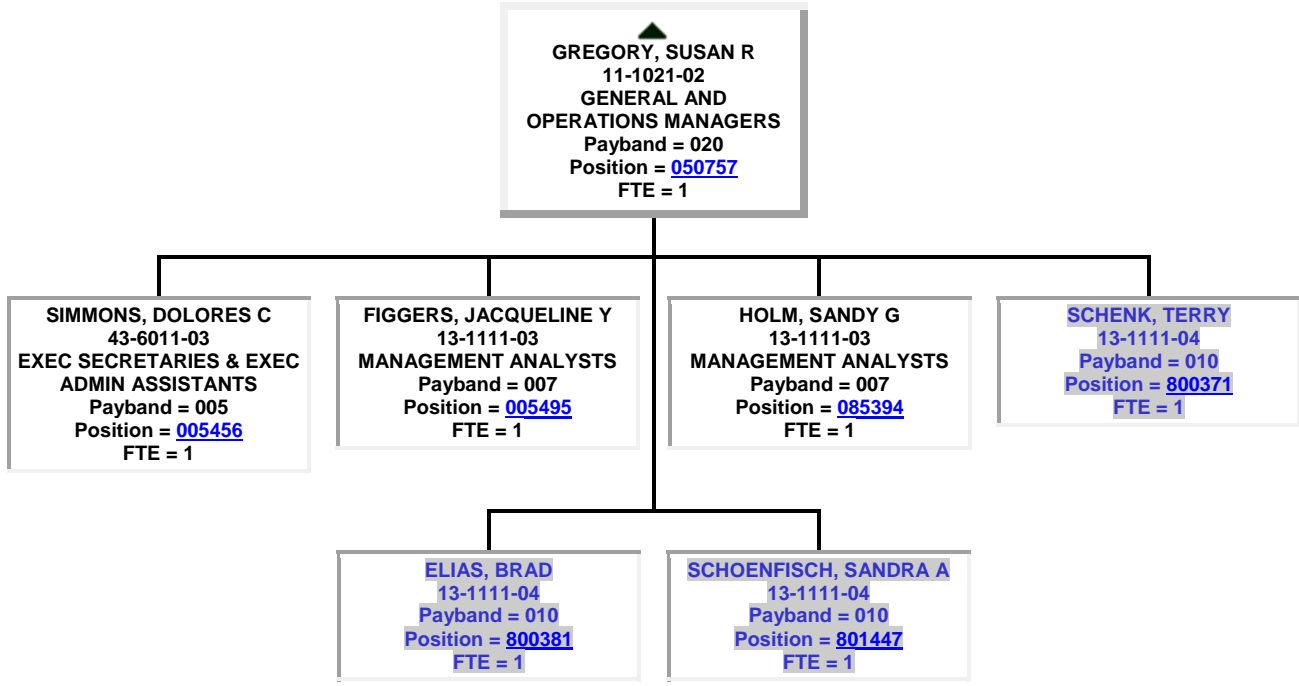 GREGORY, SUSAN R
11-1021-02
GENERAL AND
OPERATIONS MANAGERS
Payband = 020
Position = 050757
FTE = 1
SIMMONS, DOLORES C
43-6011-03
EXEC SECRETARIES & EXEC
ADMIN ASSISTANTS
Payband = 005
Position = 005456
FTE = 1
FIGGERS, JACQUELINE Y
13-1111-03
MANAGEMENT ANALYSTS
Payband = 007
Position = 005495
FTE = 1
HOLM, SANDY G
13-1111-03
MANAGEMENT ANALYSTS
Payband = 007
Position = 085394
FTE = 1
SCHENK, TERRY
13-1111-04
Payband = 010
Position = 800371
FTE = 1
ELIAS, BRAD
13-1111-04
Payband = 010
Position = 800381
FTE = 1
SCHOENFISCH, SANDRA A
13-1111-04
Payband = 010
Position = 801447
FTE = 1